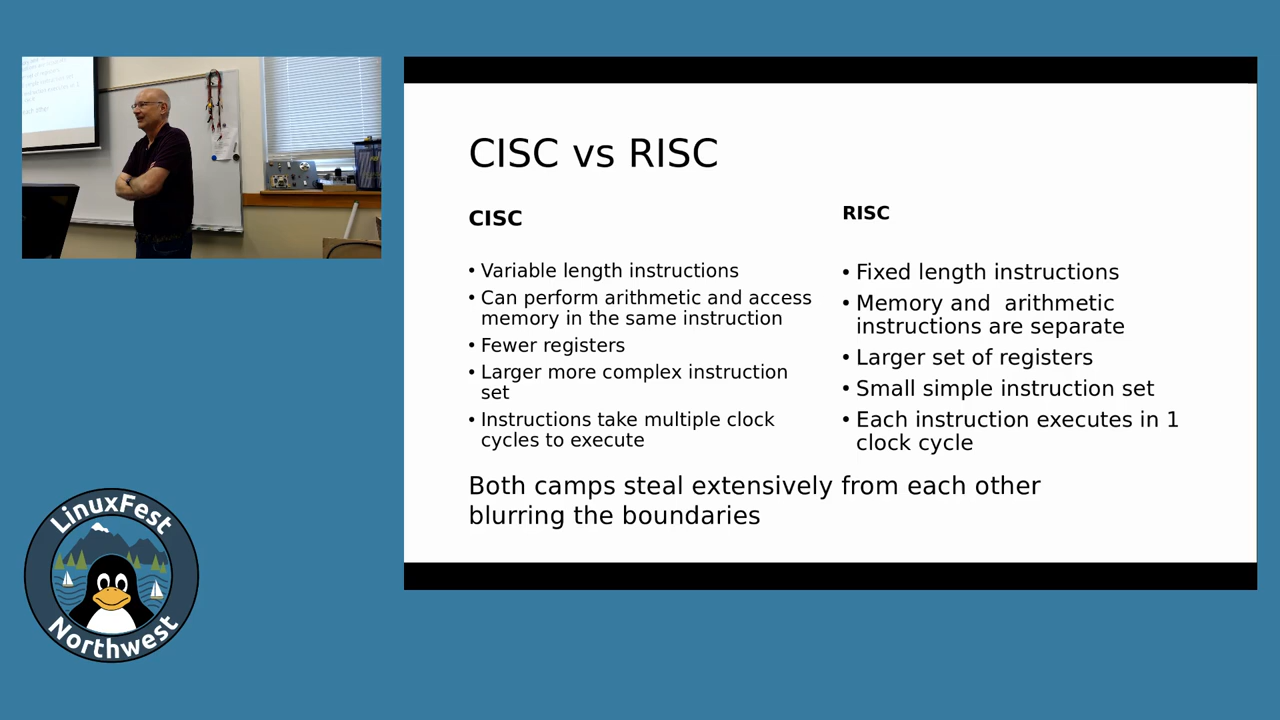 CISC vs RISC
CISC
• Variable length instructions
• Can perform arithmetic and access
memory in the same instruction
• Fewer registers
• Larger more complex instruction
set
• Instructions take multiple clock
cycles to execute
RISC
• Fixed length instructions
• Memory and  arithmetic
instructions are separate
• Larger set of registers
• Small simple instruction set
• Each instruction executes in 1
clock cycle
Both camps steal extensively from each other
blurring the boundaries
LinuxFest
Northwest